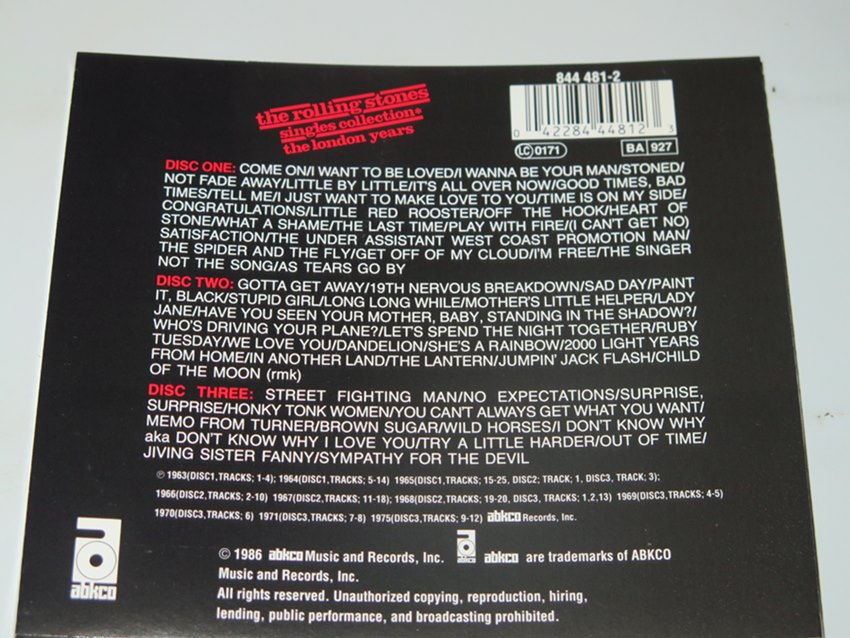 844 481-2
the rolling stones
singles collection*
the london years
0 42284 44812 3
LC 0171 BA 927
DISC ONE: COME ON/I WANT TO BE LOVED/I WANNA BE YOUR MAN/STONED/
NOT FADE AWAY/LITTLE BY LITTLE/IT'S ALL OVER NOW/GOOD TIMES, BAD
TIMES/TELL ME/I JUST WANT TO MAKE LOVE TO YOU/TIME IS ON MY SIDE/
CONGRATULATIONS/LITTLE RED ROOSTER/OFF THE HOOK/HEART OF
STONE/WHAT A SHAME/THE LAST TIME/PLAY WITH FIRE/(I CAN'T GET NO)
SATISFACTION/THE UNDER ASSISTANT WEST COAST PROMOTION MAN/
THE SPIDER AND THE FLY/GET OFF OF MY CLOUD/I'M FREE/THE SINGER
NOT THE SONG/AS TEARS GO BY
DISC TWO: GOTTA GET AWAY/19TH NERVOUS BREAKDOWN/SAD DAY/PAINT
IT, BLACK/STUPID GIRL/LONG LONG WHILE/MOTHER'S LITTLE HELPER/LADY
JANE/HAVE YOU SEEN YOUR MOTHER, BABY, STANDING IN THE SHADOW?/
WHO'S DRIVING YOUR PLANE?/LET'S SPEND THE NIGHT TOGETHER/RUBY
TUESDAY/WE LOVE YOU/DANDELION/SHE'S A RAINBOW/2000 LIGHT YEARS
FROM HOME/IN ANOTHER LAND/THE LANTERN/JUMPIN' JACK FLASH/CHILD
OF THE MOON (rmk)
DISC THREE: STREET FIGHTING MAN/NO EXPECTATIONS/SURPRISE,
SURPRISE/HONKY TONK WOMEN/YOU CAN'T ALWAYS GET WHAT YOU WANT/
MEMO FROM TURNER/BROWN SUGAR/WILD HORSES/I DON'T KNOW WHY
aka DON'T KNOW WHY I LOVE YOU/TRY A LITTLE HARDER/OUT OF TIME/
JIVING SISTER FANNY/SYMPATHY FOR THE DEVIL
℗ 1963(DISC1,TRACKS; 1-4); 1964(DISC1,TRACKS; 5-14) 1965(DISC1,TRACKS; 15-25, DISC2; TRACK; 1, DISC3, TRACK; 3);
1966(DISC2,TRACKS; 2-10) 1967(DISC2,TRACKS; 11-18); 1968(DISC2,TRACKS; 19-20, DISC3, TRACKS; 1,2,13) 1969(DISC3,TRACKS; 4-5)
1970(DISC3,TRACKS; 6) 1971(DISC3,TRACKS; 7-8) 1975(DISC3,TRACKS; 9-12) abkco Records, Inc.
abkco
© 1986 abkco Music and Records, Inc. abkco abkco are trademarks of ABKCO
Music and Records, Inc.
All rights reserved. Unauthorized copying, reproduction, hiring,
lending, public performance, and broadcasting prohibited.